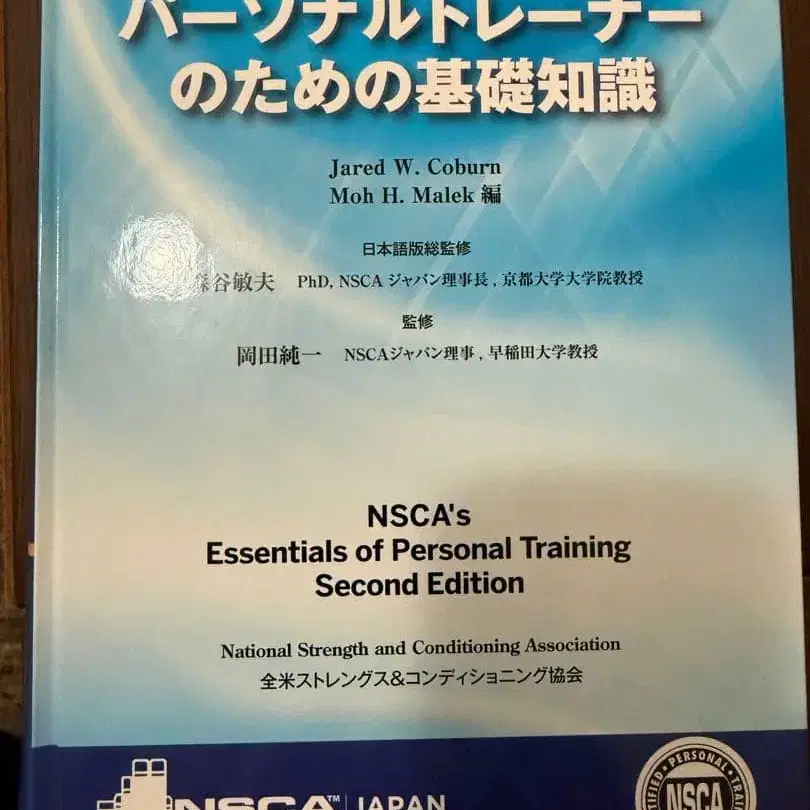 パーソナルトレーナー
のための基礎知識
Jared W. Coburn
Moh H. Malek 編
日本語版総監修
森谷敏夫 PhD, NSCA ジャパン理事長, 京都大学大学院教授
監修
岡田純一 NSCAジャパン理事, 早稲田大学教授
NSCA's
Essentials of Personal Training
Second Edition
National Strength and Conditioning Association
全米ストレングス&コンディショニング協会
NSCA™ JAPAN
PERSONAL
NSCA